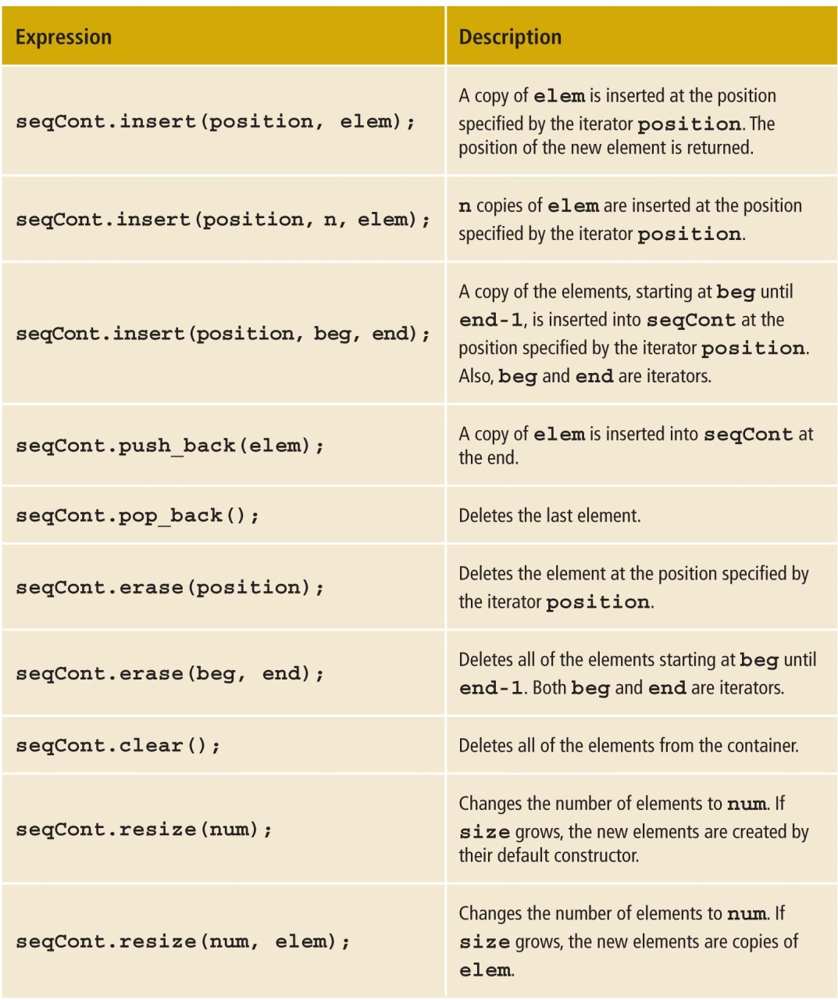 Expression
Description
seqCont.insert(position, elem);
A copy of elem is inserted at the position
specified by the iterator position. The
position of the new element is returned.
seqCont.insert(position, n, elem);
n copies of elem are inserted at the position
specified by the iterator position.
seqCont.insert(position, beg, end);
A copy of the elements, starting at beg until
end-1, is inserted into seqCont at the
position specified by the iterator position.
Also, beg and end are iterators.
seqCont.push_back(elem);
A copy of elem is inserted into seqCont at
the end.
seqCont.pop_back();
Deletes the last element.
seqCont.erase(position);
Deletes the element at the position specified by
the iterator position.
seqCont.erase(beg, end);
Deletes all of the elements starting at beg until
end-1. Both beg and end are iterators.
seqCont.clear();
Deletes all of the elements from the container.
seqCont.resize(num);
Changes the number of elements to num. If
size grows, the new elements are created by
their default constructor.
seqCont.resize(num, elem);
Changes the number of elements to num. If
size grows, the new elements are copies of
elem.